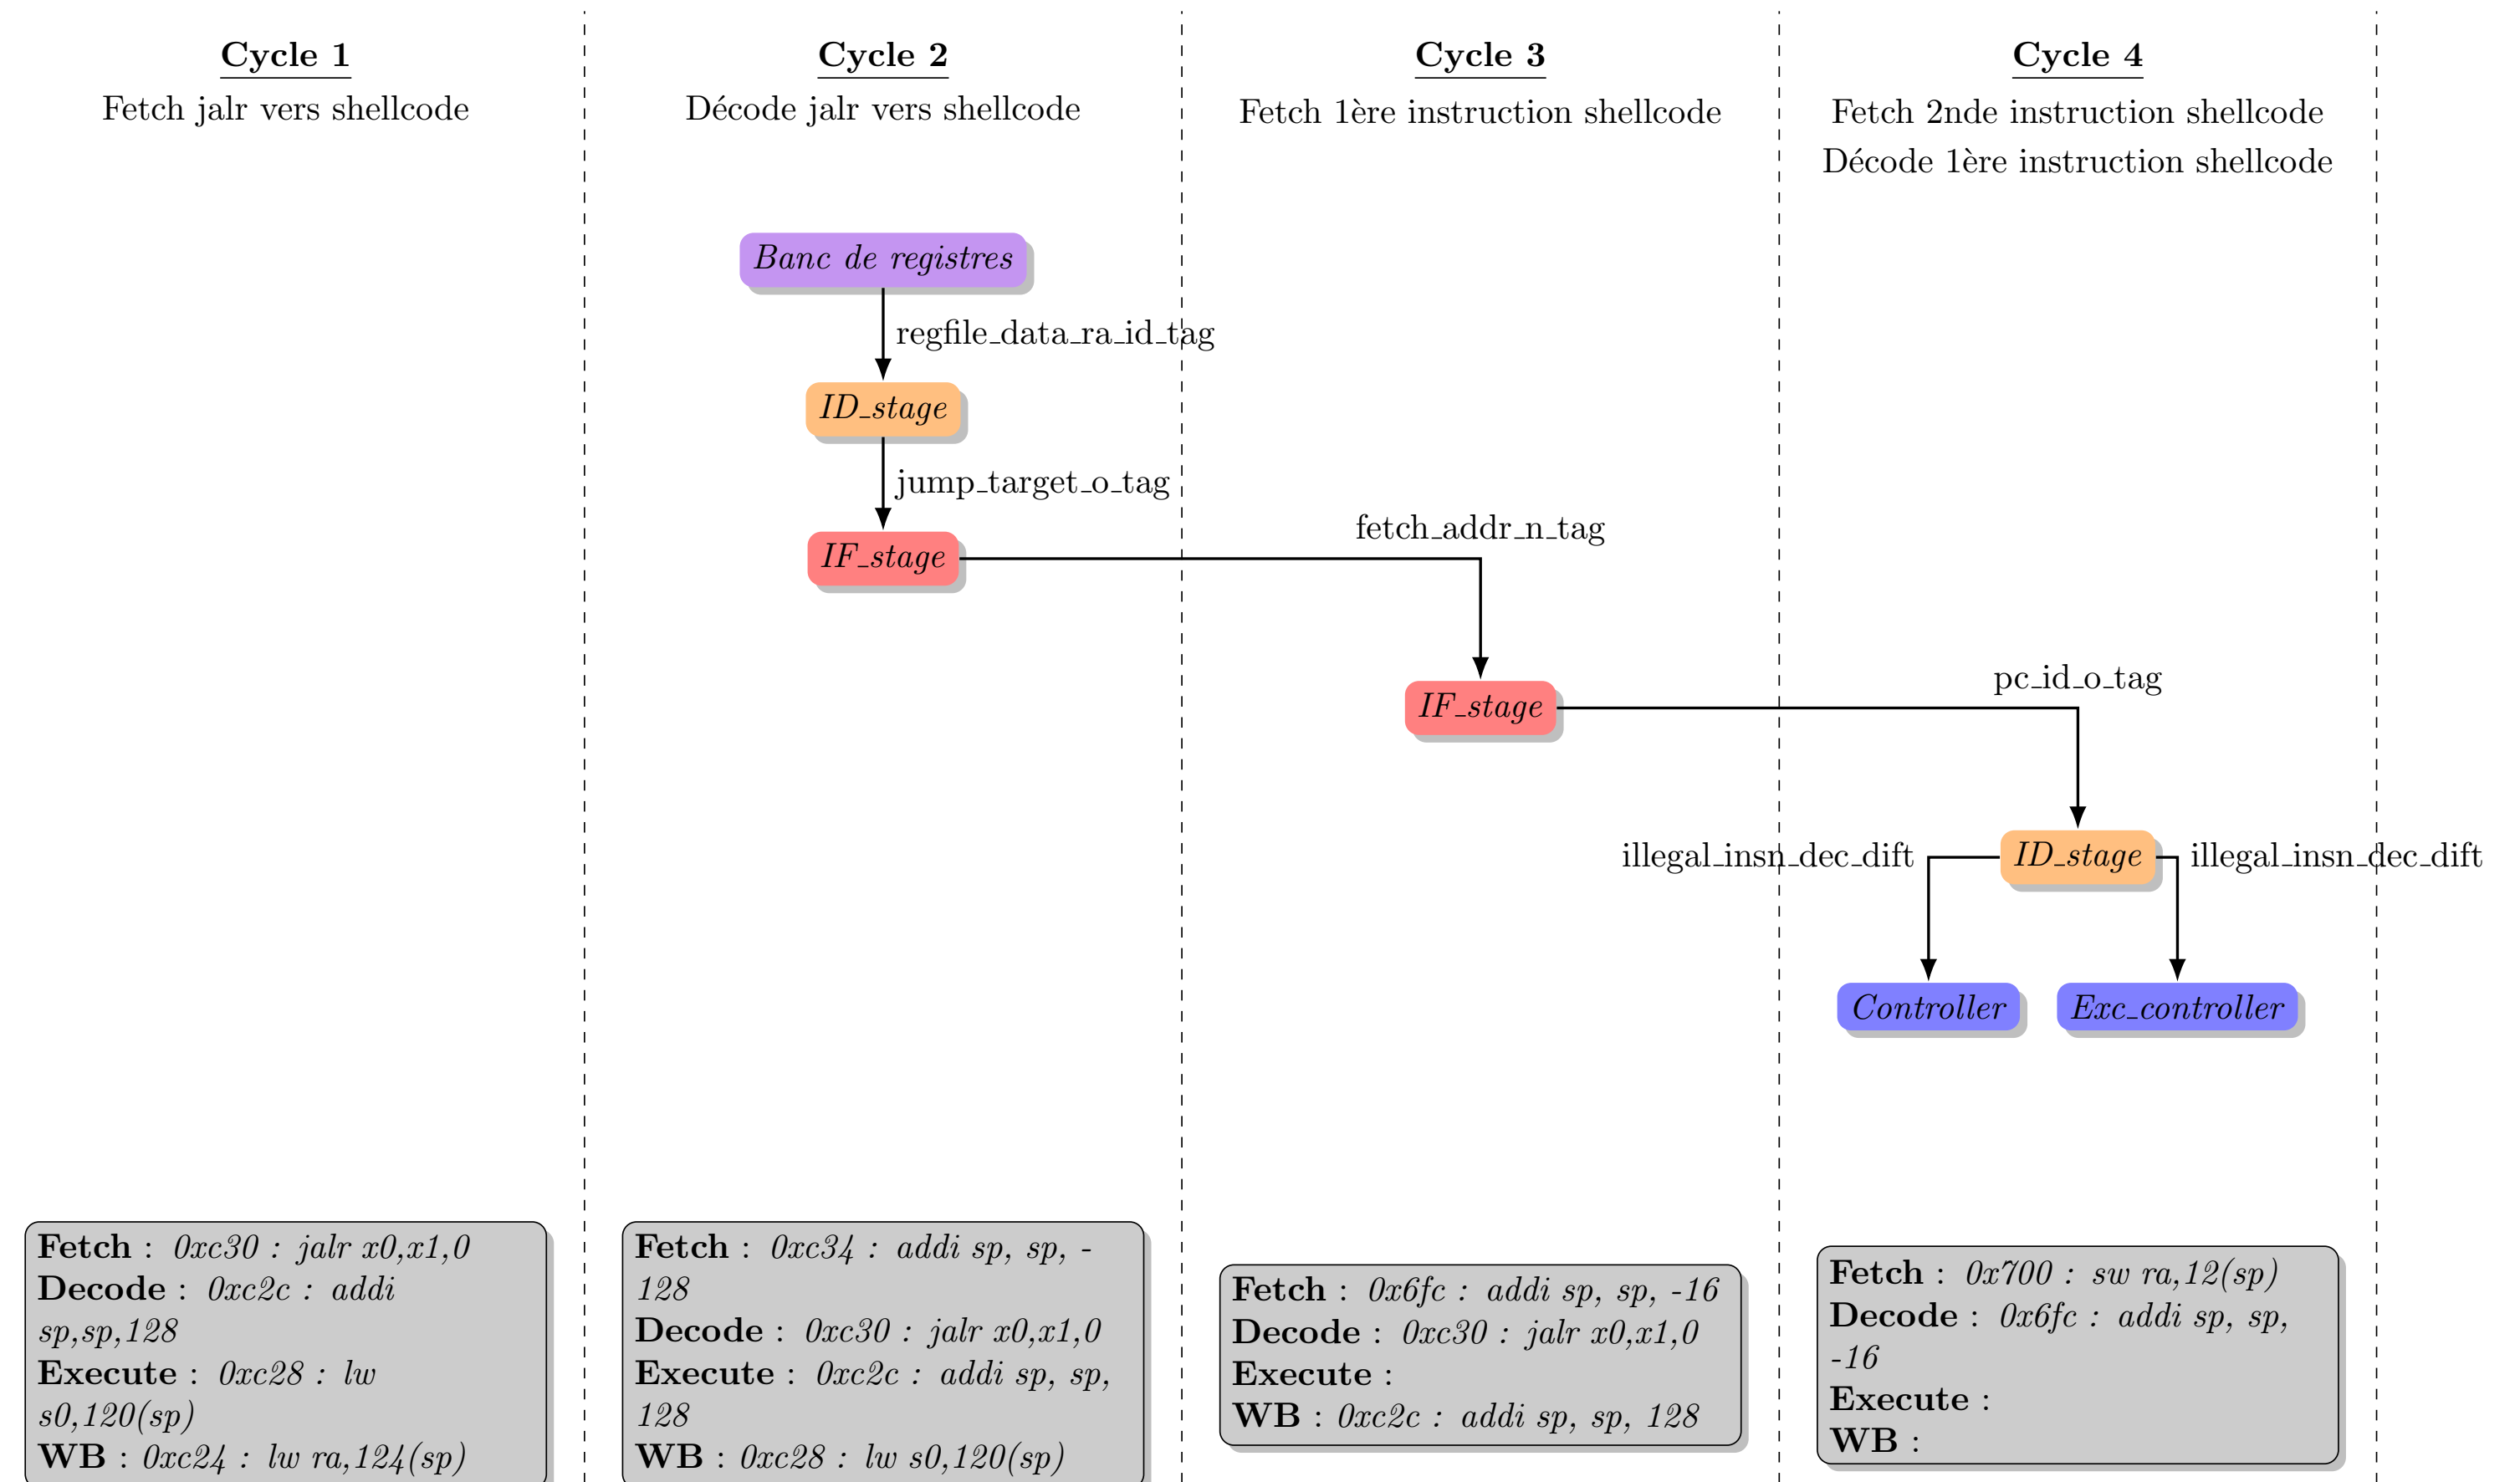 Cycle 1
Fetch jalr vers shellcode
Cycle 2
Décode jalr vers shellcode
Cycle 3
Fetch 1ère instruction shellcode
Cycle 4
Fetch 2nde instruction shellcode
Décode 1ère instruction shellcode
Banc de registres
regfile_data_ra_id_tag
ID_stage
jump_target_o_tag
IF_stage
fetch_addr_n_tag
IF_stage
pc_id_o_tag
illegal_insn_dec_dift
ID_stage
illegal_insn_dec_dift
Controller
Exc_controller
Fetch : 0xc30 : jalr x0,x1,0
Decode : 0xc2c : addi
sp,sp,128
Execute : 0xc28 : lw
s0,120(sp)
WB : 0xc24 : lw ra,124(sp)
Fetch : 0xc34 : addi sp, sp, -
128
Decode : 0xc30 : jalr x0,x1,0
Execute : 0xc2c : addi sp, sp,
128
WB : 0xc28 : lw s0,120(sp)
Fetch : 0x6fc : addi sp, sp, -16
Decode : 0xc30 : jalr x0,x1,0
Execute :
WB : 0xc2c : addi sp, sp, 128
Fetch : 0x700 : sw ra,12(sp)
Decode : 0x6fc : addi sp, sp,
-16
Execute :
WB :